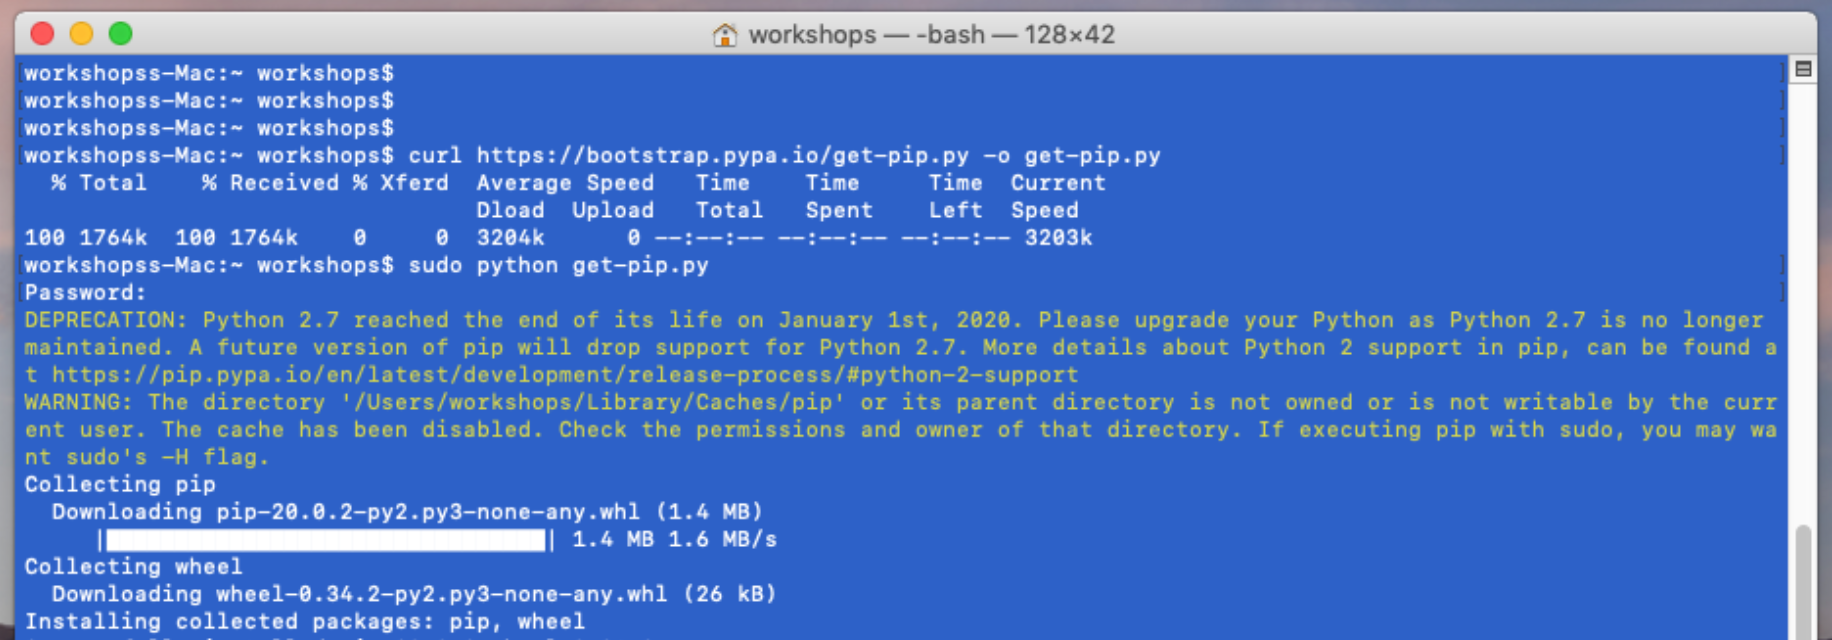 workshops — -bash — 128×42
workshopss-Mac:~ workshops$
workshopss-Mac:~ workshops$
workshopss-Mac:~ workshops$
workshopss-Mac:~ workshops$ curl https://bootstrap.pypa.io/get-pip.py -o get-pip.py
  % Total    % Received % Xferd  Average Speed   Time    Time     Time  Current
                                 Dload  Upload   Total   Spent    Left  Speed
100 1764k  100 1764k    0     0  3204k      0 --:--:-- --:--:-- --:--:-- 3203k
workshopss-Mac:~ workshops$ sudo python get-pip.py
Password:
DEPRECATION: Python 2.7 reached the end of its life on January 1st, 2020. Please upgrade your Python as Python 2.7 is no longer
maintained. A future version of pip will drop support for Python 2.7. More details about Python 2 support in pip, can be found a
t https://pip.pypa.io/en/latest/development/release-process/#python-2-support
WARNING: The directory '/Users/workshops/Library/Caches/pip' or its parent directory is not owned or is not writable by the curr
ent user. The cache has been disabled. Check the permissions and owner of that directory. If executing pip with sudo, you may wa
nt sudo's -H flag.
Collecting pip
  Downloading pip-20.0.2-py2.py3-none-any.whl (1.4 MB)
     |████████████████████████████████| 1.4 MB 1.6 MB/s
Collecting wheel
  Downloading wheel-0.34.2-py2.py3-none-any.whl (26 kB)
Installing collected packages: pip, wheel